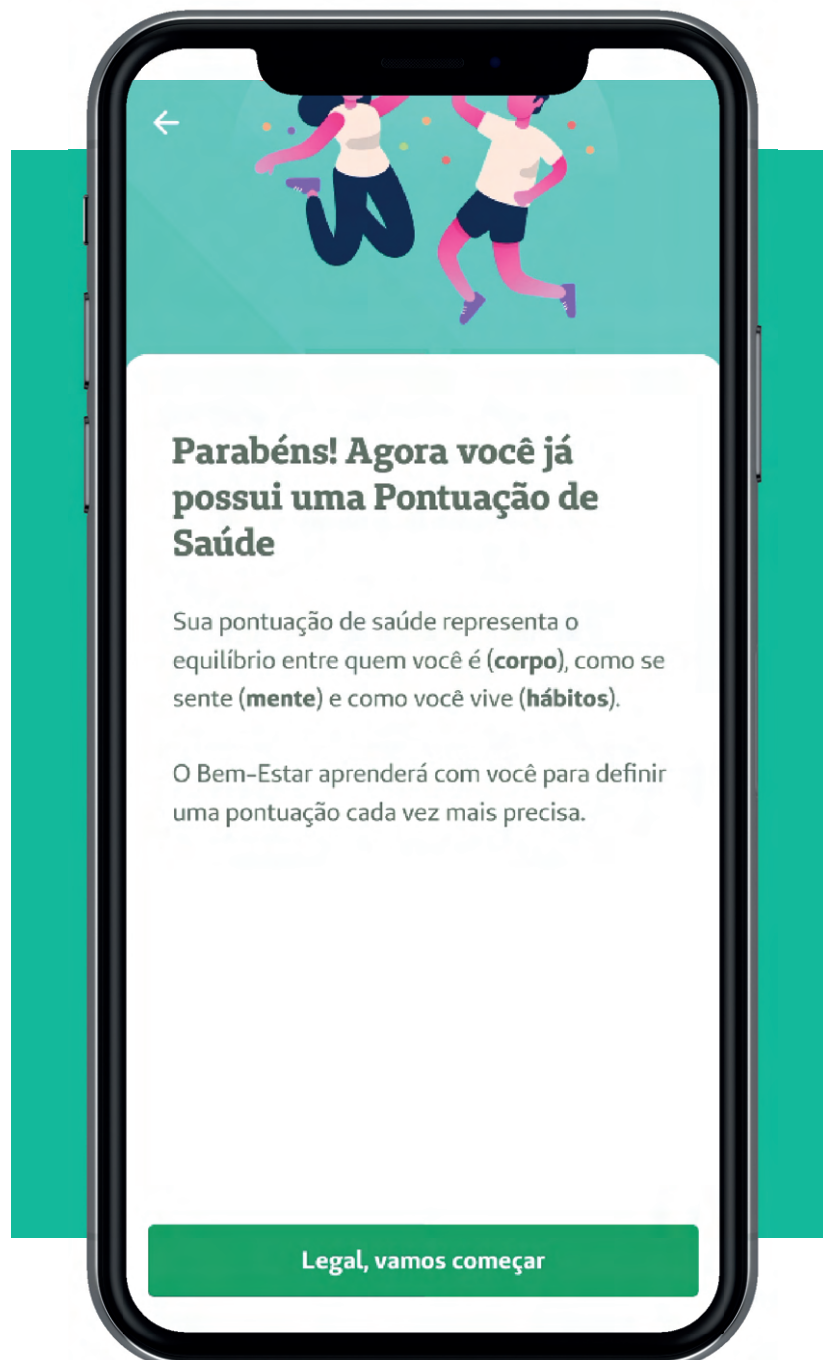 Parabéns! Agora você já
possui uma Pontuação de
Saúde
Sua pontuação de saúde representa o
equilíbrio entre quem você é (corpo), como se
sente (mente) e como você vive (hábitos).
O Bem-Estar aprenderá com você para definir
uma pontuação cada vez mais precisa.
Legal, vamos começar